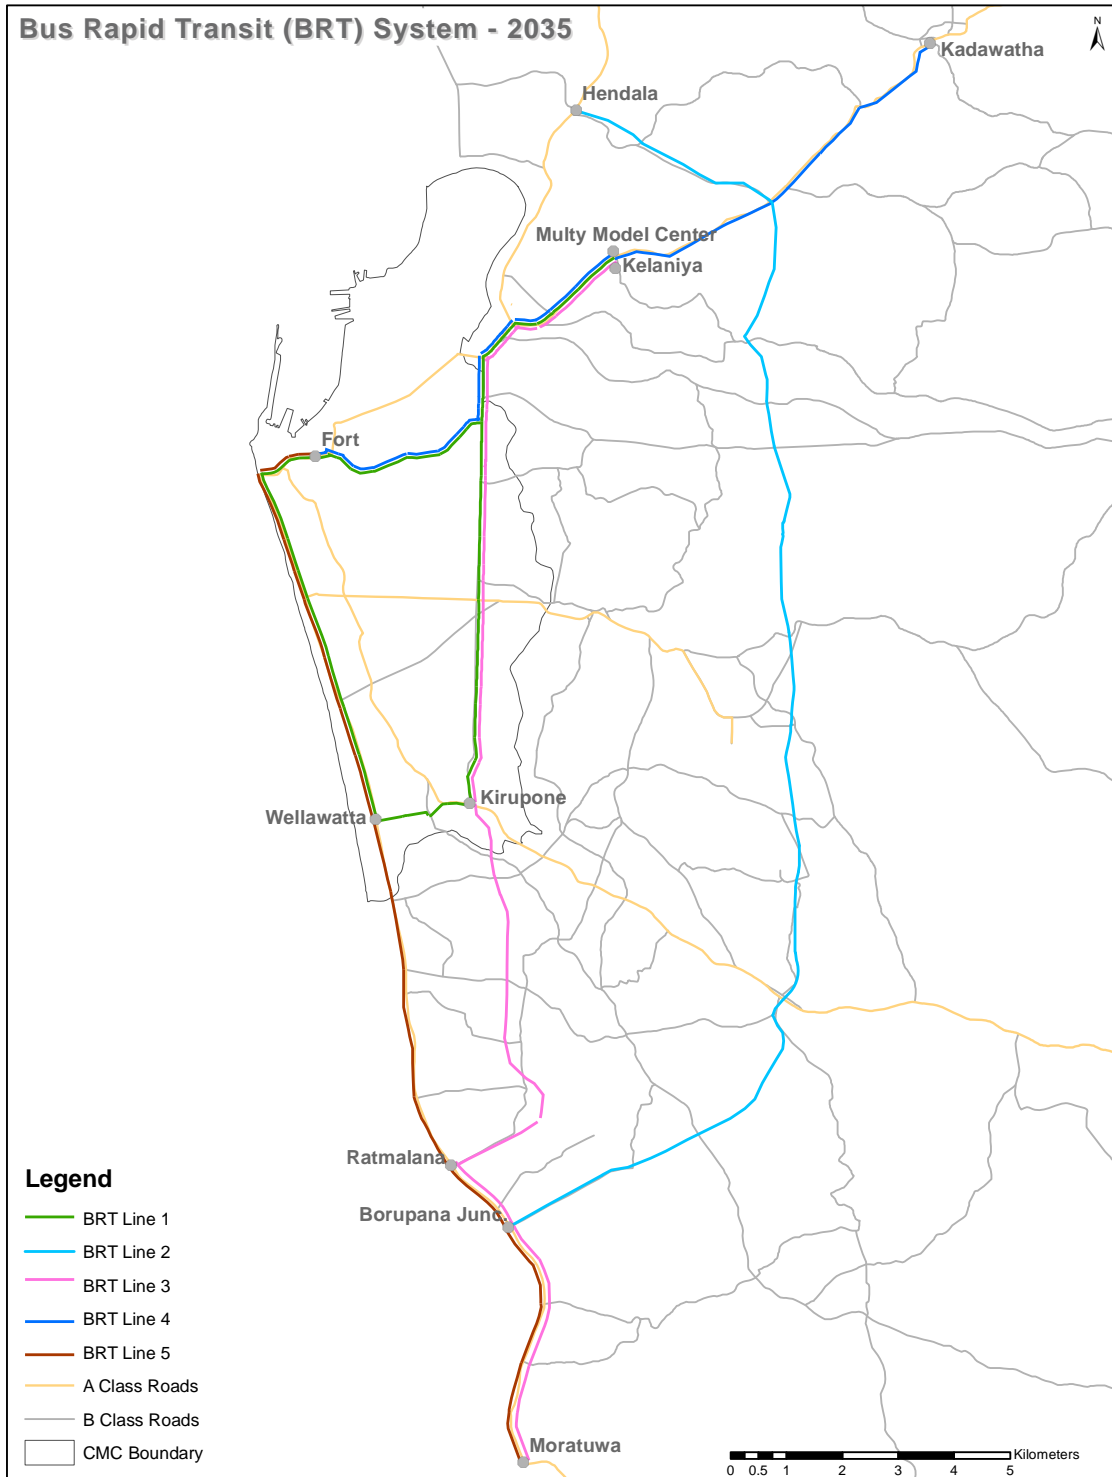 Bus Rapid Transit (BRT) System - 2035
N
Kadawatha
Hendala
Multy Model Center
Kelaniya
Fort
Kirupone
Wellawatta
Ratmalana
Borupana Junc.
Moratuwa
Legend
BRT Line 1
BRT Line 2
BRT Line 3
BRT Line 4
BRT Line 5
A Class Roads
B Class Roads
CMC Boundary
Kilometers
0 0.5 1 2 3 4 5